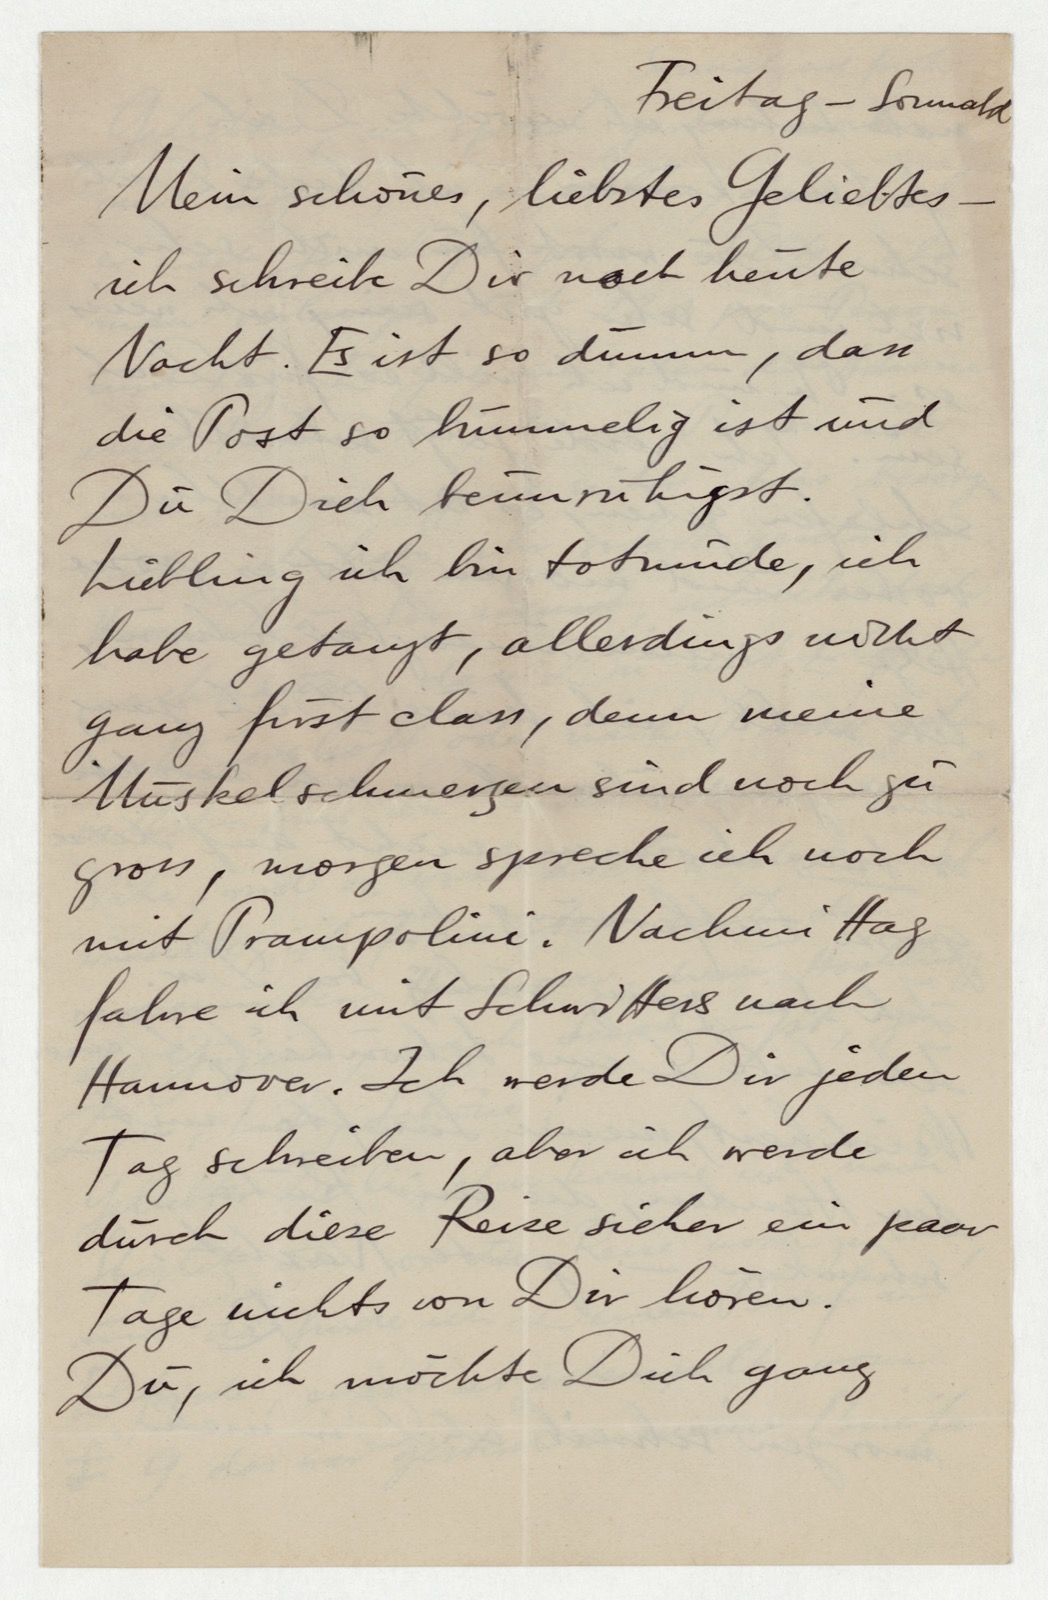 Freitag – Sonnabd
Mein schönes, liebstes Geliebtes –
ich schreibe Dir noch heute
Nacht. Es ist so dumm, dass
die Post so bummelig ist und
Du Dich beunruhigst.
Liebling ich bin totmüde, ich
habe getanzt, allerdings nicht
ganz first class, denn meine
Muskelschmerzen sind noch zu
gross, morgen spreche ich noch
mit Prampolini. Nachmittag
fahre ich mit Schwitters nach
Hannover. Ich werde Dir jeden
Tag schreiben, aber ich werde
durch diese Reise sicher ein paar
Tage nichts von Dir hören.
Du, ich möchte Dich ganz